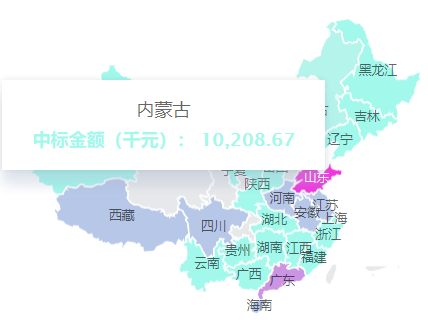 黑龙江
内蒙古
吉林
中标金额（千元）： 10,208.67
辽宁
宁夏
陕西
山东
河南
江苏
西藏
四川
湖北
安徽
上海
浙江
贵州
湖南
江西
福建
云南
广西
广东
海南